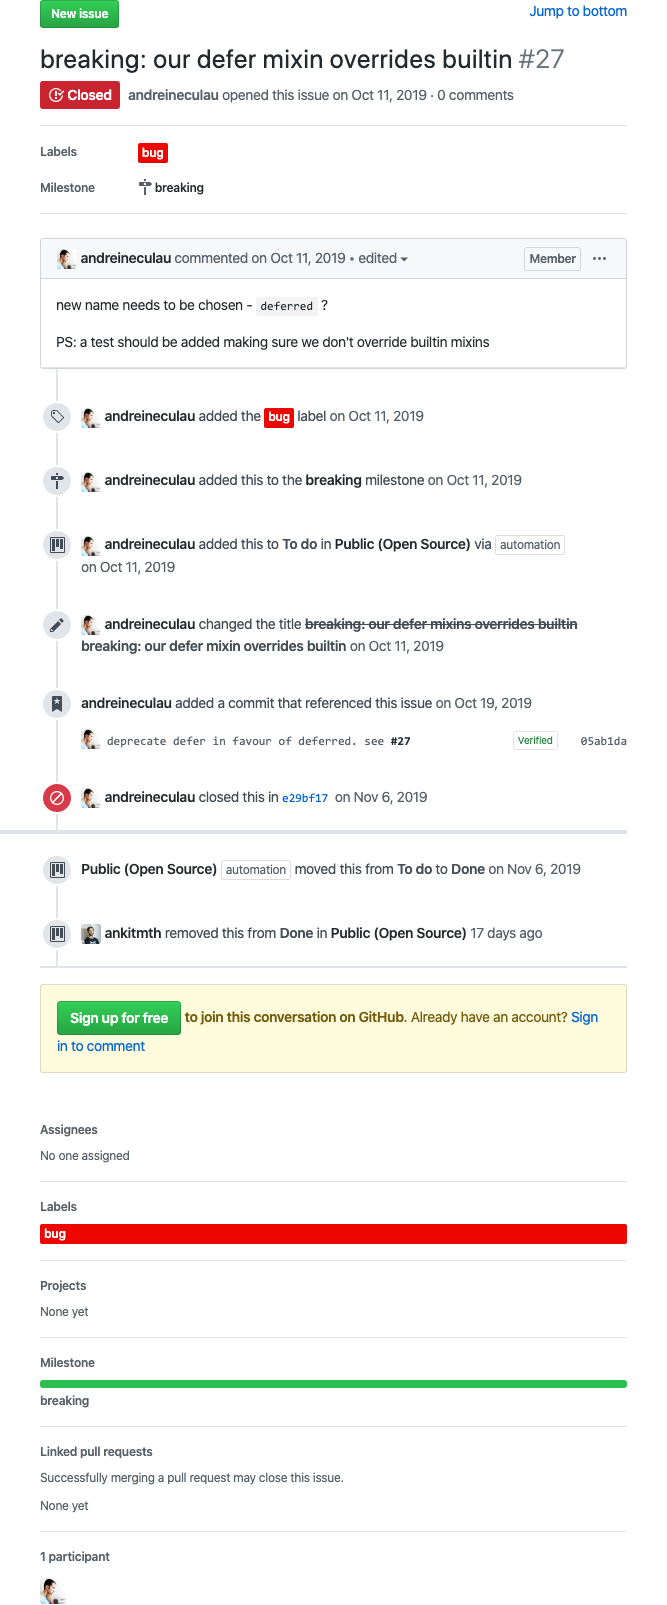 New issue
Jump to bottom
breaking: our defer mixin overrides builtin #27
Closed andreineculau opened this issue on Oct 11, 2019 · 0 comments
Labels bug
Milestone breaking
andreineculau commented on Oct 11, 2019 • edited Member ...
new name needs to be chosen - deferred ?
PS: a test should be added making sure we don't override builtin mixins
andreineculau added the bug label on Oct 11, 2019
andreineculau added this to the breaking milestone on Oct 11, 2019
andreineculau added this to To do in Public (Open Source) via automation
on Oct 11, 2019
andreineculau changed the title breaking: our defer mixins overrides builtin
breaking: our defer mixin overrides builtin on Oct 11, 2019
andreineculau added a commit that referenced this issue on Oct 19, 2019
deprecate defer in favour of deferred. see #27 Verified 05ab1da
andreineculau closed this in e29bf17 on Nov 6, 2019
Public (Open Source) automation moved this from To do to Done on Nov 6, 2019
ankitmth removed this from Done in Public (Open Source) 17 days ago
Sign up for free to join this conversation on GitHub. Already have an account? Sign
in to comment
Assignees
No one assigned
Labels
bug
Projects
None yet
Milestone
breaking
Linked pull requests
Successfully merging a pull request may close this issue.
None yet
1 participant